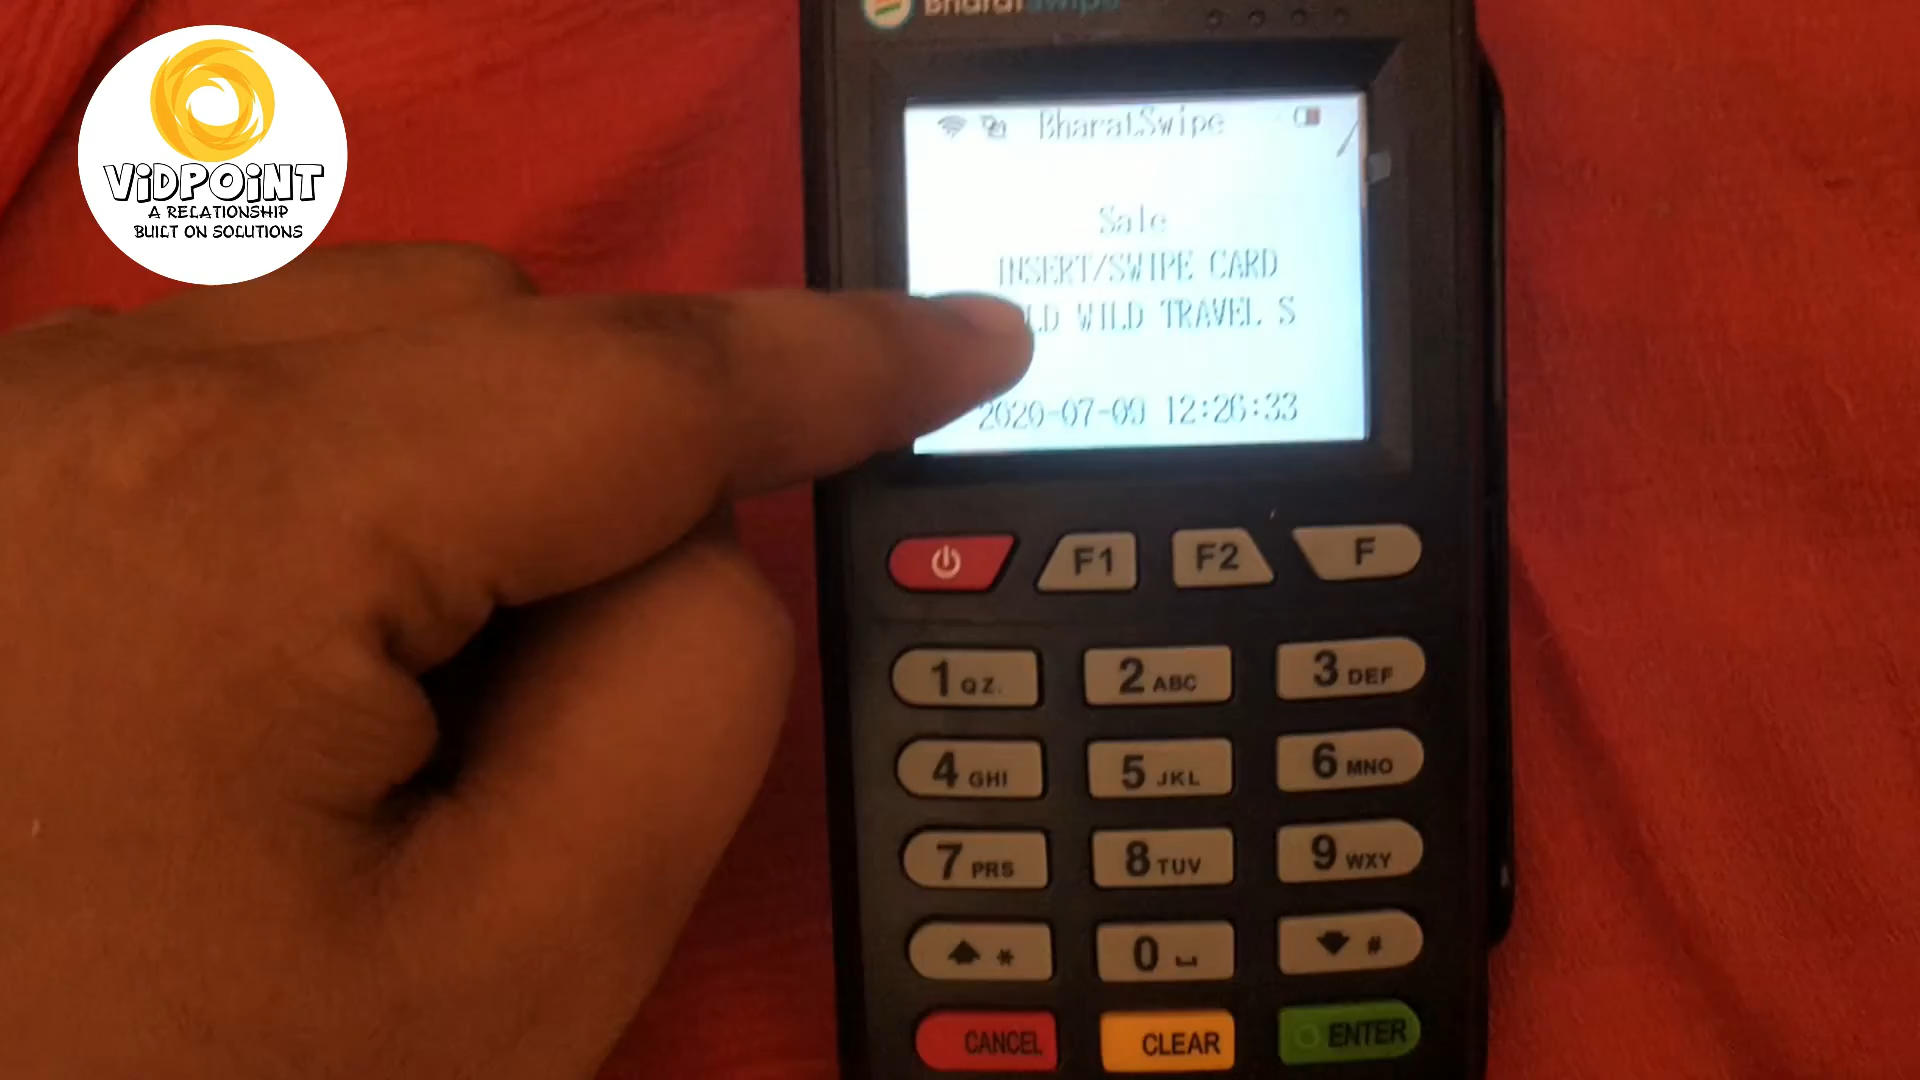 ViDPOiNT
A RELATIONSHIP
BUILT ON SOLUTIONS
BharatSwipe
BharatSwipe
Sale
INSERT/SWIPE CARD
LD WILD TRAVEL S
2020-07-09 12:26:33
F1 F2 F
1 QZ. 2 ABC 3 DEF
4 GHI 5 JKL 6 MNO
7 PRS 8 TUV 9 WXY
* 0 #
CANCEL CLEAR ENTER